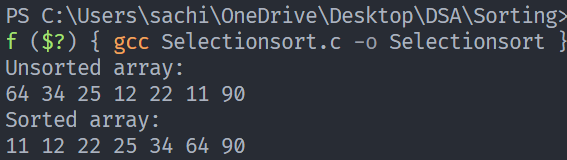 PS C:\Users\sachi\OneDrive\Desktop\DSA\Sorting>
f ($?) { gcc Selectionsort.c -o Selectionsort }
Unsorted array:
64 34 25 12 22 11 90
Sorted array:
11 12 22 25 34 64 90